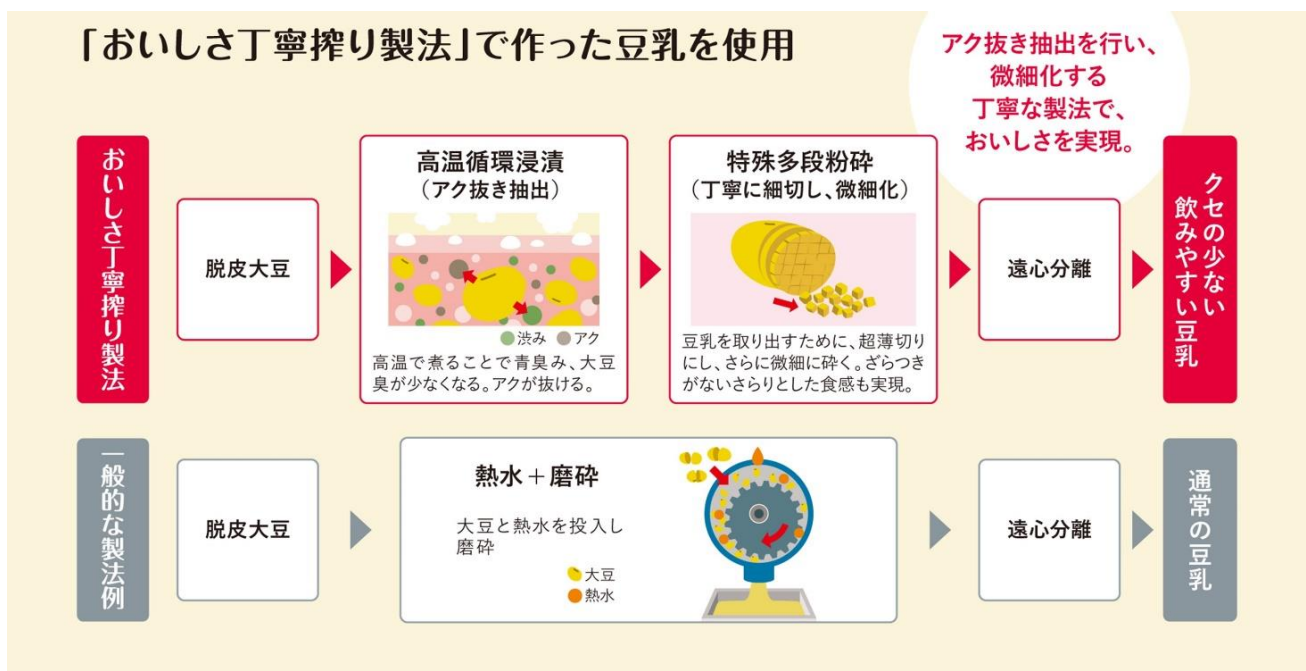 「おいしさ丁寧搾り製法」で作った豆乳を使用
アク抜き抽出を行い、
微細化する
丁寧な製法で、
おいしさを実現。
おいしさ丁寧搾り製法
脱皮大豆
高温循環浸漬
（アク抜き抽出）
渋み アク
高温で煮ることで青臭み、大豆
臭が少なくなる。アクが抜ける。
特殊多段粉砕
（丁寧に細切し、微細化）
豆乳を取り出すために、超薄切り
にし、さらに微細に砕く。ざらつき
がないさらりとした食感も実現。
遠心分離
クセの少ない
飲みやすい豆乳
一般的な製法例
脱皮大豆
熱水＋磨砕
大豆と熱水を投入し
磨砕
大豆
熱水
遠心分離
通常の豆乳